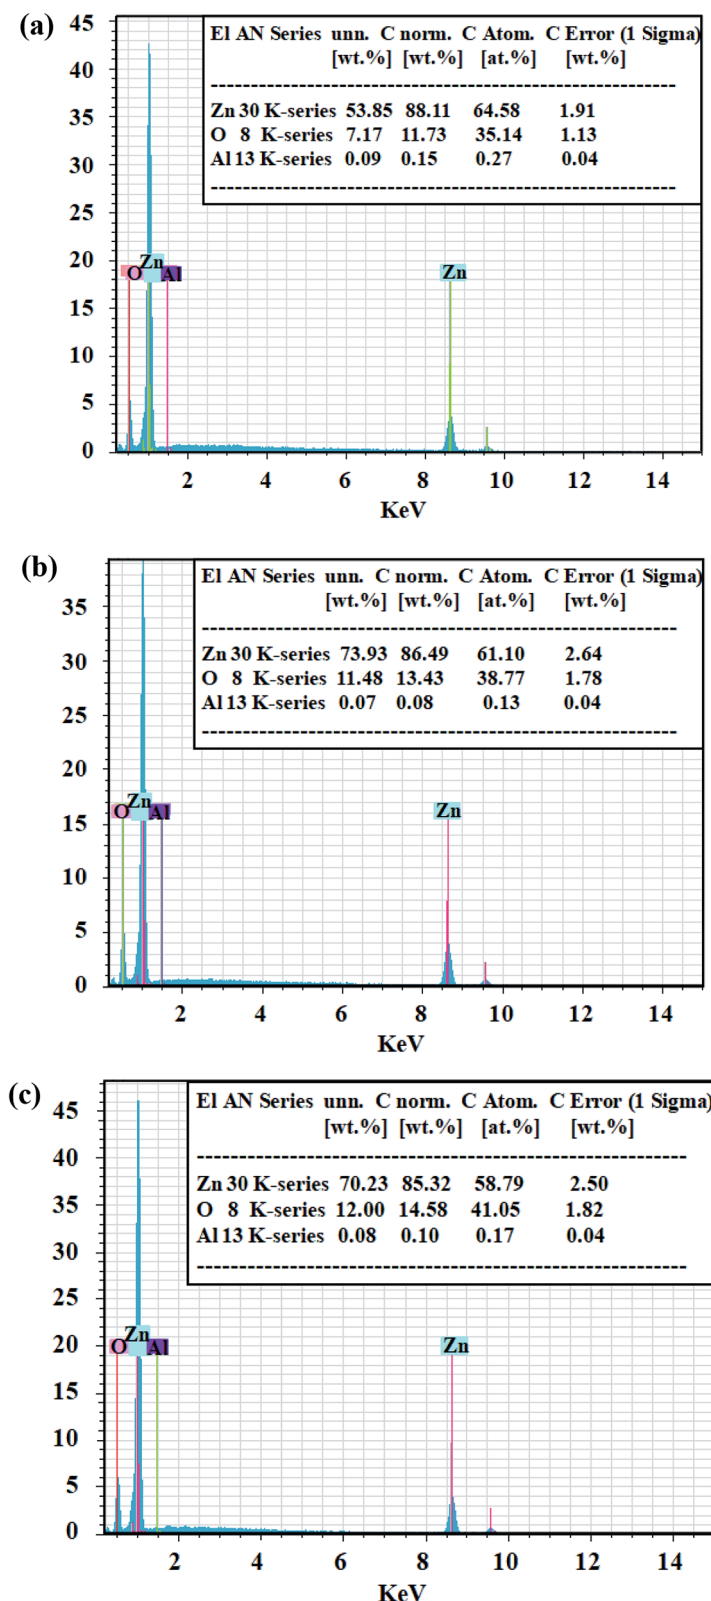 (a)
El AN Series unn. C norm. C Atom. C Error (1 Sigma)
[wt.%] [wt.%] [at.%] [wt.%]
Zn 30 K-series 53.85 88.11 64.58 1.91
O 8 K-series 7.17 11.73 35.14 1.13
Al 13 K-series 0.09 0.15 0.27 0.04
45
40
35
30
25
20
15
10
5
0
O Zn Al Zn
2 4 6 8 10 12 14
KeV
(b)
El AN Series unn. C norm. C Atom. C Error (1 Sigma)
[wt.%] [wt.%] [at.%] [wt.%]
Zn 30 K-series 73.93 86.49 61.10 2.64
O 8 K-series 11.48 13.43 38.77 1.78
Al 13 K-series 0.07 0.08 0.13 0.04
35
30
25
20
15
10
5
0
O Zn Al Zn
2 4 6 8 10 12 14
KeV
(c)
El AN Series unn. C norm. C Atom. C Error (1 Sigma)
[wt.%] [wt.%] [at.%] [wt.%]
Zn 30 K-series 70.23 85.32 58.79 2.50
O 8 K-series 12.00 14.58 41.05 1.82
Al 13 K-series 0.08 0.10 0.17 0.04
45
40
35
30
25
20
15
10
5
0
O Zn Al Zn
2 4 6 8 10 12 14
KeV